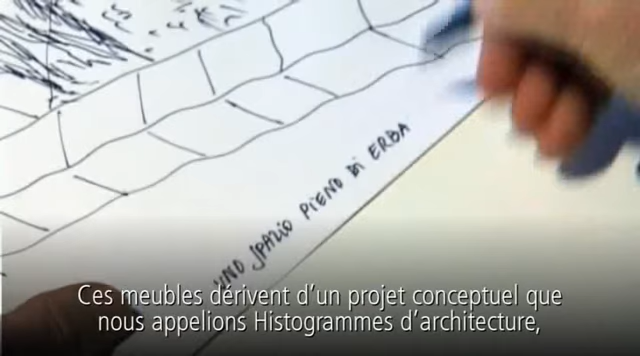 UNO SPAZIO PIENO DI ERBA
Ces meubles dérivent d'un projet conceptuel que
nous appelions Histogrammes d'architecture,